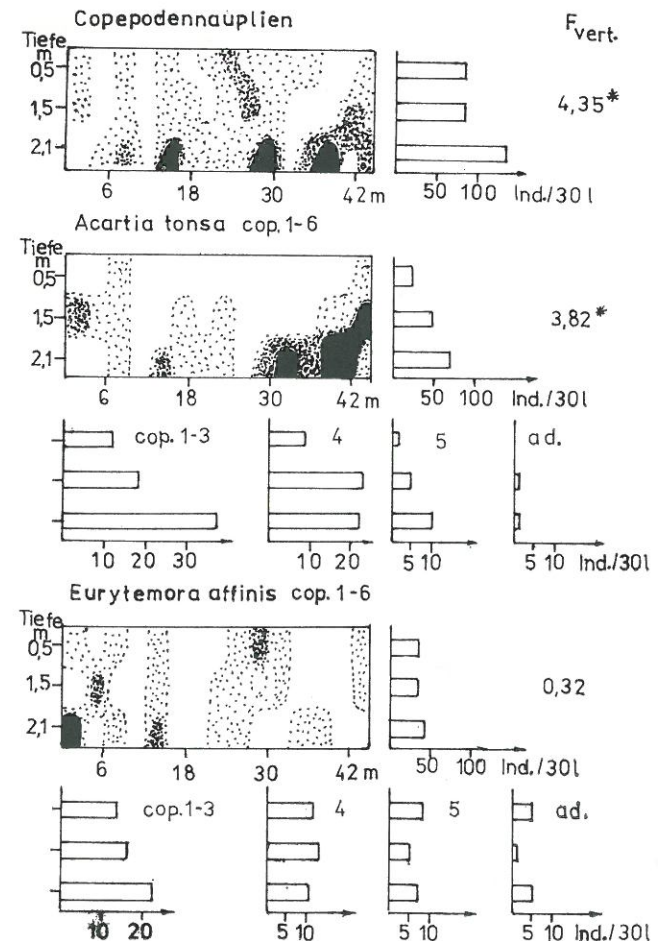 Copepodennauplien
F vert.
Tiefe
m
0,5
1,5
2,1
4,35*
6 18 30 42 m
50 100 Ind./30 l
Acartia tonsa cop. 1-6
Tiefe
m
0,5
1,5
2,1
3,82*
6 18 30 42 m
50 100 Ind./30 l
cop. 1-3 4 5 ad.
10 20 30
10 20
5 10
5 10 Ind./30 l
Eurytemora affinis cop. 1-6
Tiefe
m
0,5
1,5
2,1
0,32
6 18 30 42 m
50 100 Ind./30 l
cop. 1-3 4 5 ad.
10 20
5 10
5 10
5 10 Ind./30 l